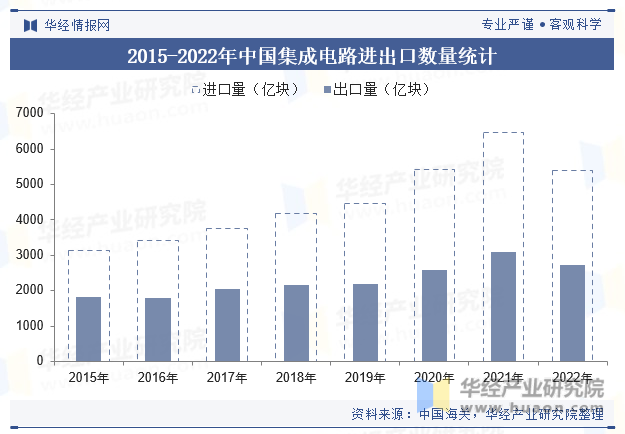 华经情报网
专业严谨 ● 客观科学
2015-2022年中国集成电路进出口数量统计
进口量（亿块） 出口量（亿块）
7000
6000
5000
4000
3000
2000
1000
0
2015年 2016年 2017年 2018年 2019年 2020年 2021年 2022年
华经产业研究院
www.huaon.com
资料来源：中国海关，华经产业研究院整理